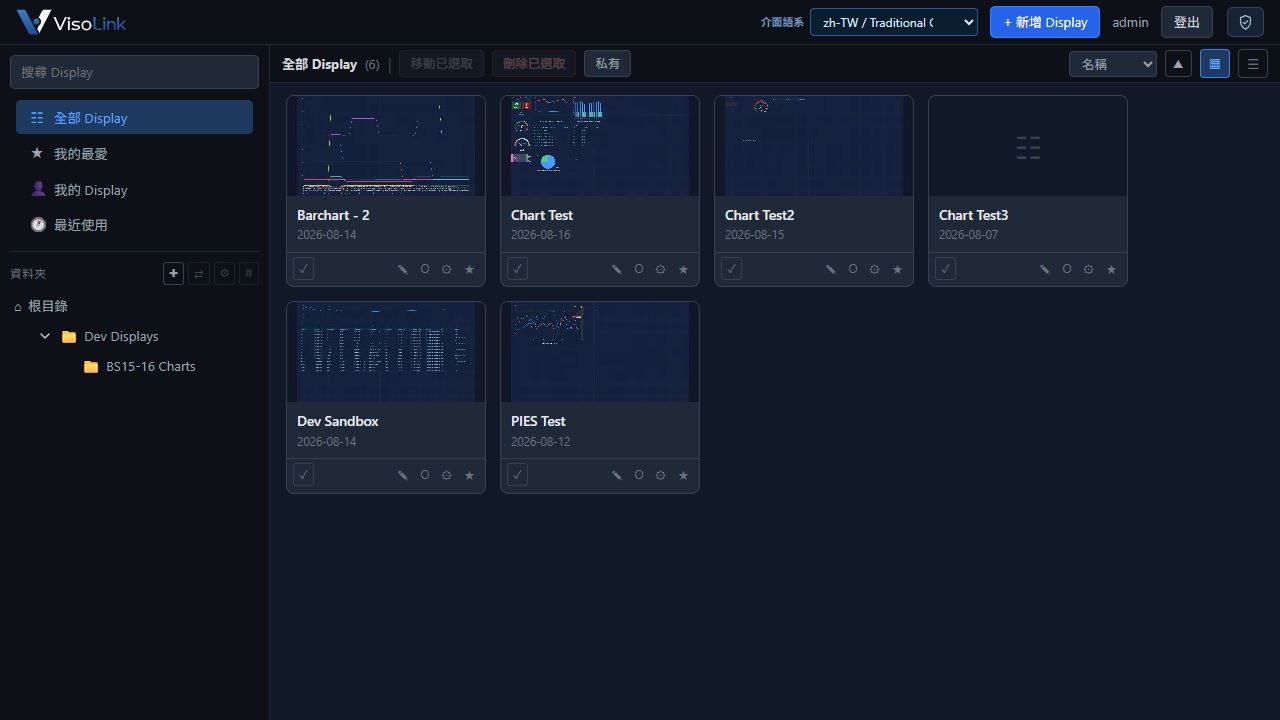 VisoLink
介面語系
zh-TW / Traditional C
+ 新增 Display
admin
登出
搜尋 Display
全部 Display
我的最愛
我的 Display
最近使用
資料夾
根目錄
Dev Displays
BS15-16 Charts
全部 Display (6)
移動已選取
刪除已選取
私有
名稱
Barchart - 2
2026-08-14
Chart Test
2026-08-16
Chart Test2
2026-08-15
Chart Test3
2026-08-07
Dev Sandbox
2026-08-14
PIES Test
2026-08-12